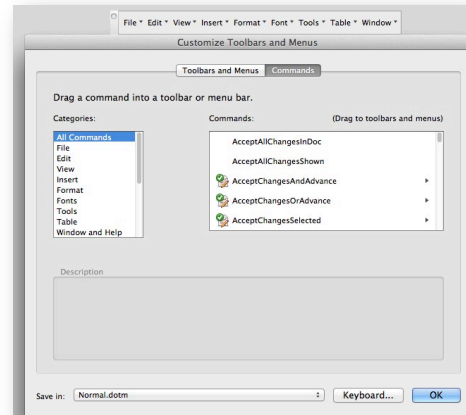 File Edit View Insert Format Font Tools Table Window
Customize Toolbars and Menus
Toolbars and Menus Commands
Drag a command into a toolbar or menu bar.
Categories: Commands: (Drag to toolbars and menus)
All Commands
File
Edit
View
Insert
Format
Fonts
Tools
Table
Window and Help
AcceptAllChangesInDoc
AcceptAllChangesShown
AcceptChangesAndAdvance
AcceptChangesOrAdvance
AcceptChangesSelected
Description
Save in: Normal.dotm Keyboard... OK